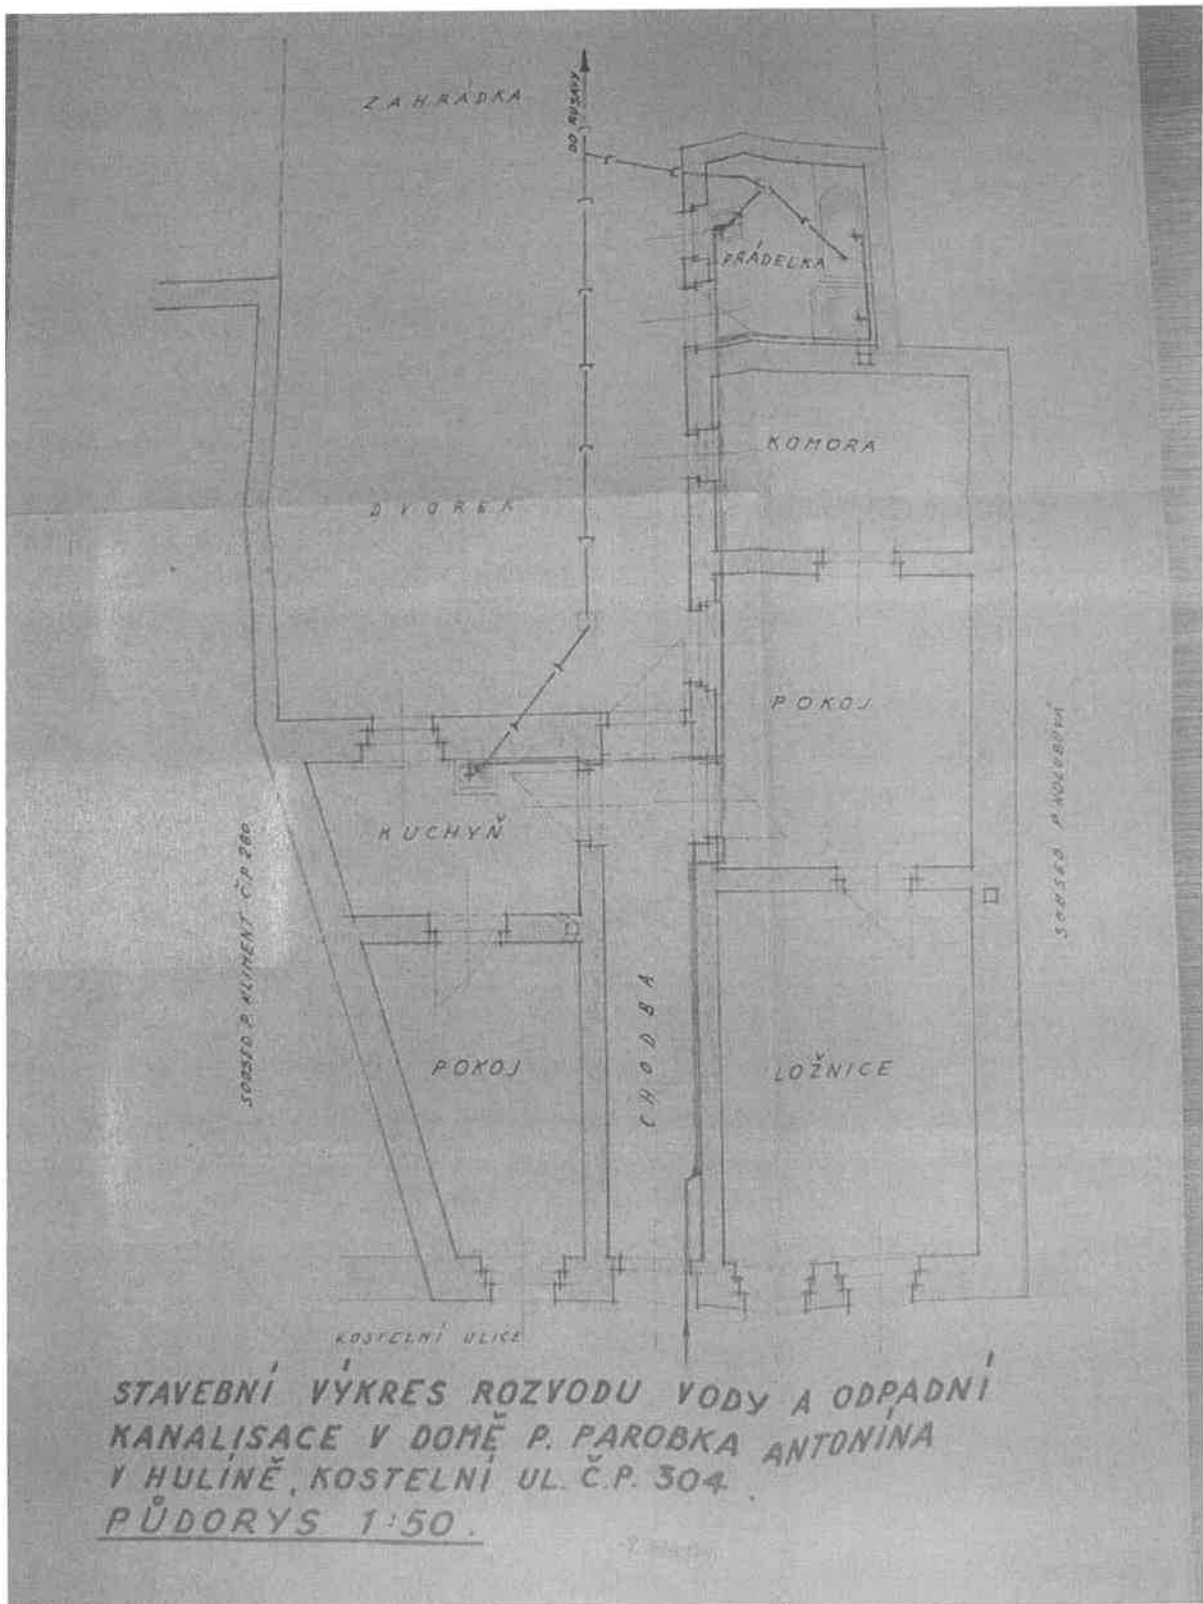 ZAHRÁDKA
DO RUSAVY
PRÁDELKA
KOMORA
DVOREK
POKOJ
KUCHYŇ
SOUSED P. KLIMENT Č.P. 280
SOUSED P. HOLUBOVÁ
CHODBA
POKOJ
LOŽNICE
KOSTELNÍ ULICE
STAVEBNÍ VÝKRES ROZVODU VODY A ODPADNÍ
KANALISACE V DOMĚ P. PAROBKA ANTONÍNA
V HULÍNĚ, KOSTELNÍ UL. Č.P. 304.
PŮDORYS 1:50.